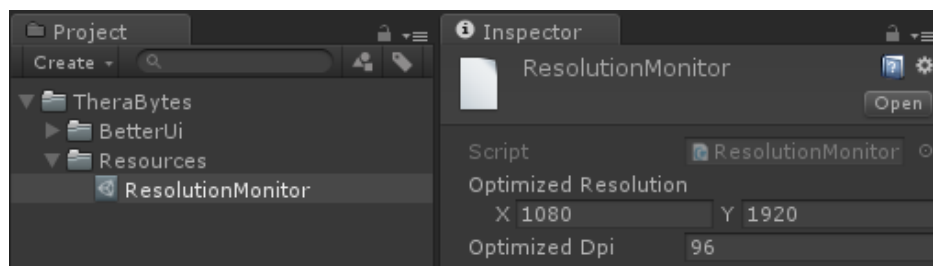 Project
Create
TheraBytes
BetterUi
Resources
ResolutionMonitor
Inspector
ResolutionMonitor
Open
Script ResolutionMonitor
Optimized Resolution
X 1080 Y 1920
Optimized Dpi 96